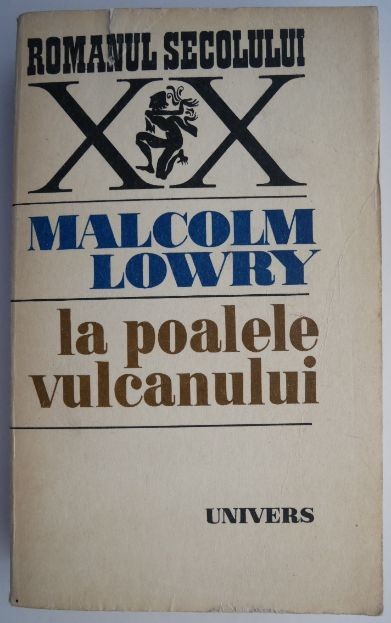 ROMANUL SECOLULUI
XX
MALCOLM
LOWRY
la poalele
vulcanului
UNIVERS